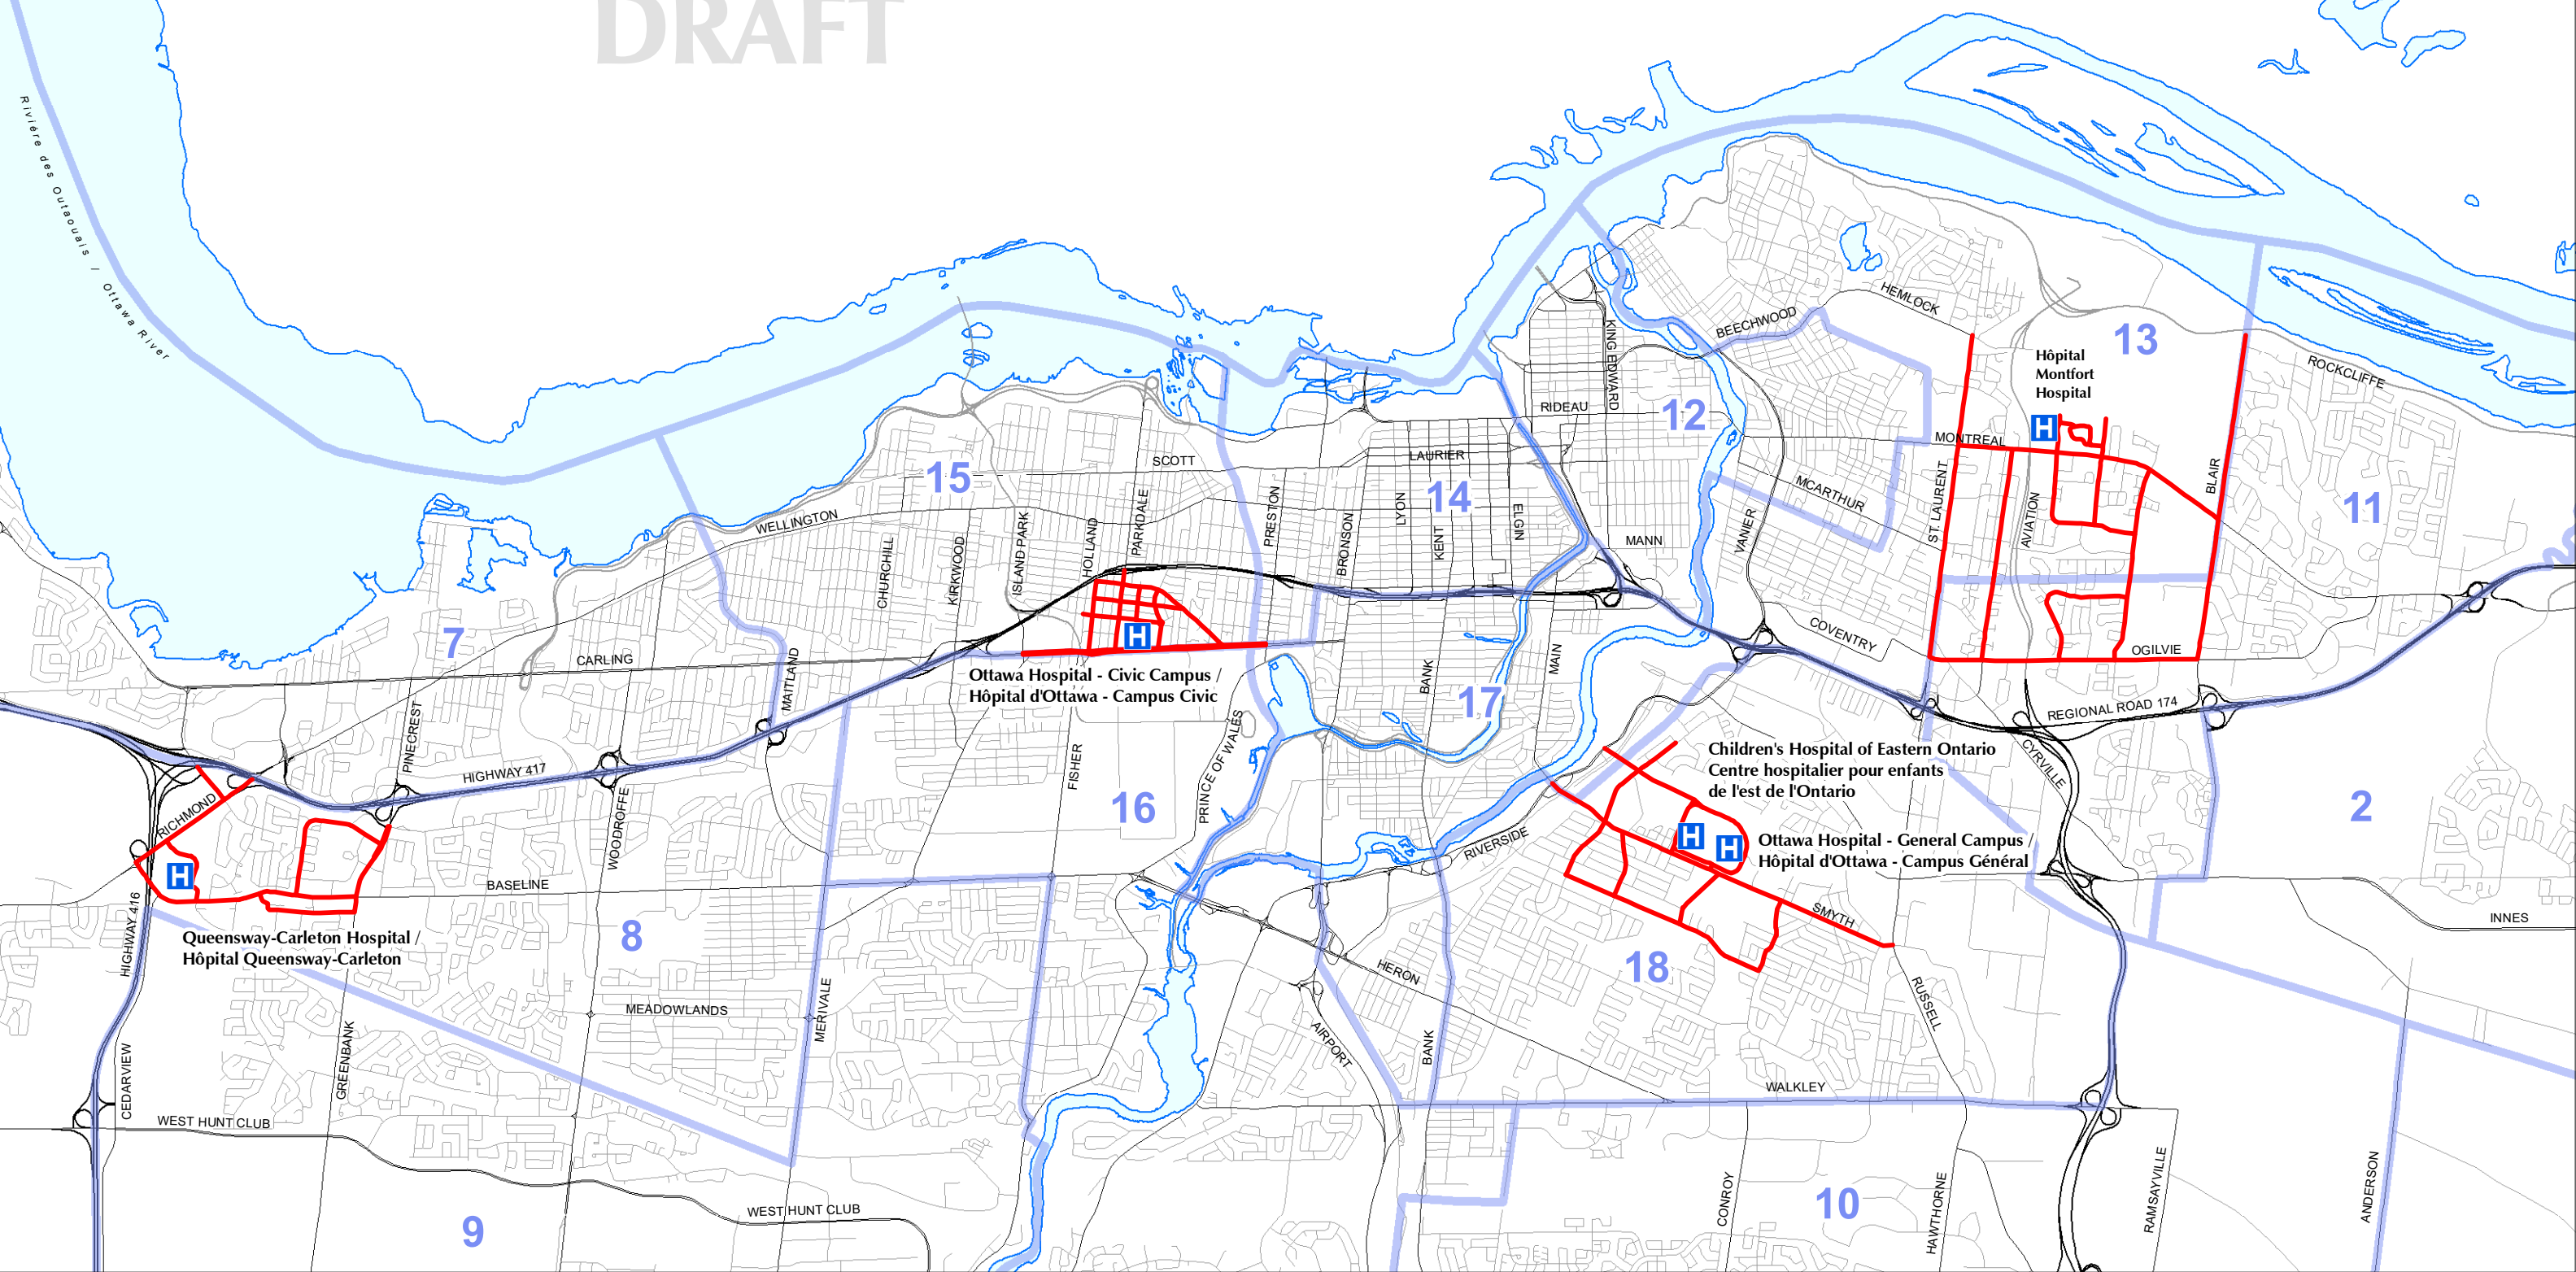 DRAFT
Riviére des Outaouais / Ottawa River
HEMLOCK
BEECHWOOD
13
KING EDWARD
Hôpital
Montfort
Hospital
ROCKCLIFFE
RIDEAU
12
H
MONTREAL
15
SCOTT
LAURIER
BLAIR
MCARTHUR
14
11
LYON
KENT
ELGIN
ST. LAURENT
AVIATION
WELLINGTON
PARKDALE
HOLLAND
PRESTON
BRONSON
VANIER
MANN
CHURCHILL
KIRKWOOD
ISLAND PARK
7
H
COVENTRY
OGILVIE
CARLING
MAITLAND
Ottawa Hospital - Civic Campus /
Hôpital d'Ottawa - Campus Civic
BANK
MAIN
17
REGIONAL ROAD 174
PINECREST
HIGHWAY 417
FISHER
PRINCE OF WALES
Children's Hospital of Eastern Ontario
Centre hospitalier pour enfants
de l'est de l'Ontario
CYRVILLE
16
2
RICHMOND
WOODROFFE
RIVERSIDE
H
H
Ottawa Hospital - General Campus /
Hôpital d'Ottawa - Campus Général
H
BASELINE
SMYTH
INNES
HIGHWAY 416
Queensway-Carleton Hospital /
Hôpital Queensway-Carleton
8
18
HERON
RUSSELL
MEADOWLANDS
MERIVALE
AIRPORT
BANK
CEDARVIEW
GREENBANK
WALKLEY
WEST HUNT CLUB
WEST HUNT CLUB
9
CONROY
10
HAWTHORNE
RAMSAYVILLE
ANDERSON